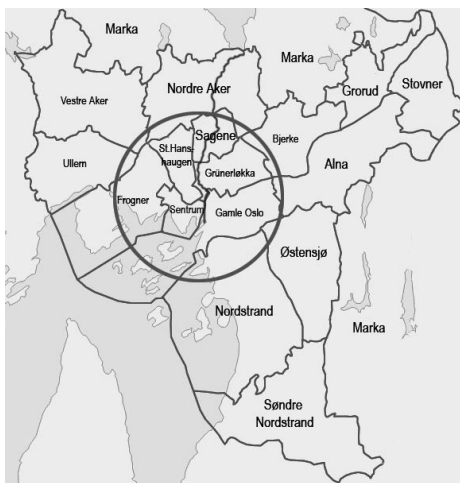 Marka
Marka
Nordre Aker
Grorud
Stovner
Vestre Aker
Sagene
Bjerke
St.Hans-
haugen
Ullern
Alna
Grünerløkka
Frogner
Sentrum
Gamle Oslo
Østensjø
Nordstrand
Marka
Søndre
Nordstrand